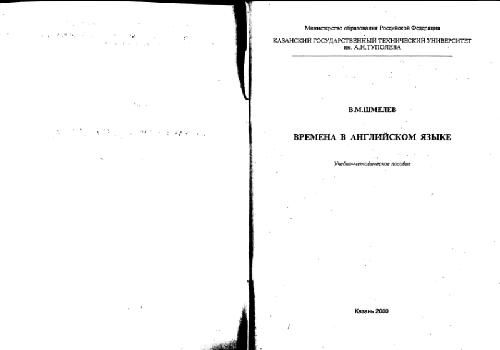 Министерство образования Российской Федерации
КАЗАНСКИЙ ГОСУДАРСТВЕННЫЙ ТЕХНИЧЕСКИЙ УНИВЕРСИТЕТ
им. А.Н.ТУПОЛЕВА
В.М.ШМЕЛЕВ
ВРЕМЕНА В АНГЛИЙСКОМ ЯЗЫКЕ
Учебно-методическое пособие
Казань 2000